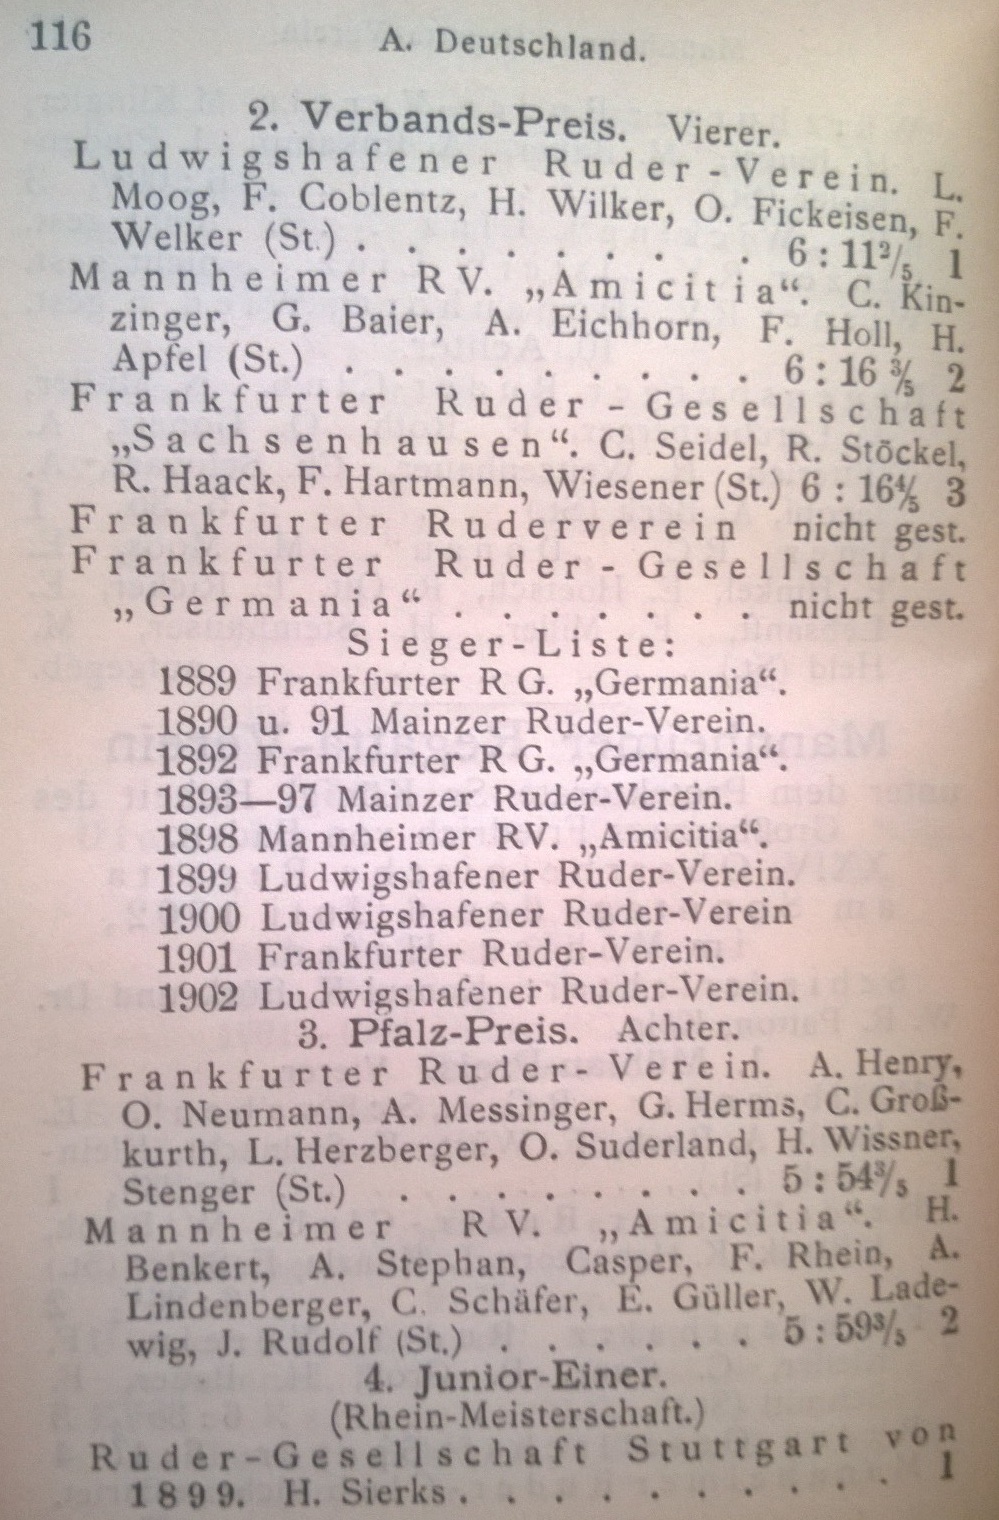 116
A. Deutschland.
2. Verbands-Preis. Vierer.
Ludwigshafener Ruder-Verein. L.
Moog, F. Coblentz, H. Wilker, O. Fickeisen, F.
Welker (St.) . . . . . . . . 6 : 11²/₅ 1
Mannheimer RV. „Amicitia“. C. Kin-
zinger, G. Baier, A. Eichhorn, F. Holl, H.
Apfel (St.) . . . . . . . . . 6 : 16 ³/₅ 2
Frankfurter Ruder-Gesellschaft
„Sachsenhausen“. C. Seidel, R. Stöckel,
R. Haack, F. Hartmann, Wiesener (St.) 6 : 16⁴/₅ 3
Frankfurter Ruderverein nicht gest.
Frankfurter Ruder-Gesellschaft
„Germania“ . . . . . . . nicht gest.
Sieger-Liste:
1889 Frankfurter R G. „Germania“.
1890 u. 91 Mainzer Ruder-Verein.
1892 Frankfurter R G. „Germania“.
1893—97 Mainzer Ruder-Verein.
1898 Mannheimer RV. „Amicitia“.
1899 Ludwigshafener Ruder-Verein.
1900 Ludwigshafener Ruder-Verein
1901 Frankfurter Ruder-Verein.
1902 Ludwigshafener Ruder-Verein.
3. Pfalz-Preis. Achter.
Frankfurter Ruder-Verein. A. Henry,
O. Neumann, A. Messinger, G. Herms, C. Groß-
kurth, L. Herzberger, O. Suderland, H. Wissner,
Stenger (St.) . . . . . . . . 5 : 54³/₅ 1
Mannheimer R V. „Amicitia“. H.
Benkert, A. Stephan, Casper, F. Rhein, A.
Lindenberger, C. Schäfer, E. Güller, W. Lade-
wig, J. Rudolf (St.) . . . . . . 5 : 59³/₅ 2
4. Junior-Einer.
(Rhein-Meisterschaft.)
Ruder-Gesellschaft Stuttgart von
1899. H. Sierks . . . . . . . . . . 1